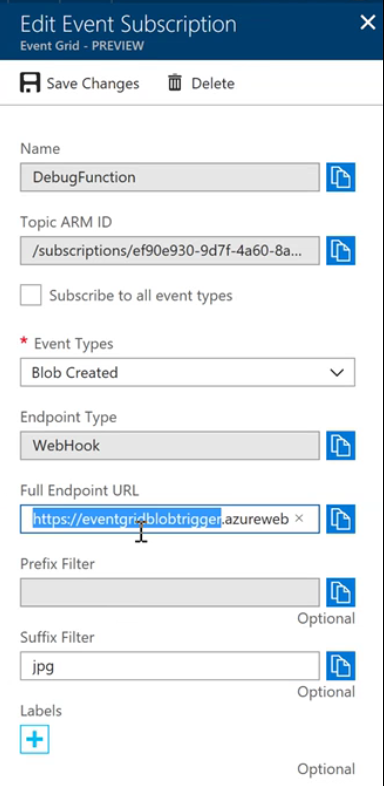 Edit Event Subscription
Event Grid - PREVIEW
Save Changes Delete
Name
DebugFunction
Topic ARM ID
/subscriptions/ef90e930-9d7f-4a60-8a...
Subscribe to all event types
* Event Types
Blob Created
Endpoint Type
WebHook
Full Endpoint URL
https://eventgridblobtrigger.azureweb
Prefix Filter
Optional
Suffix Filter
jpg
Optional
Labels
Optional